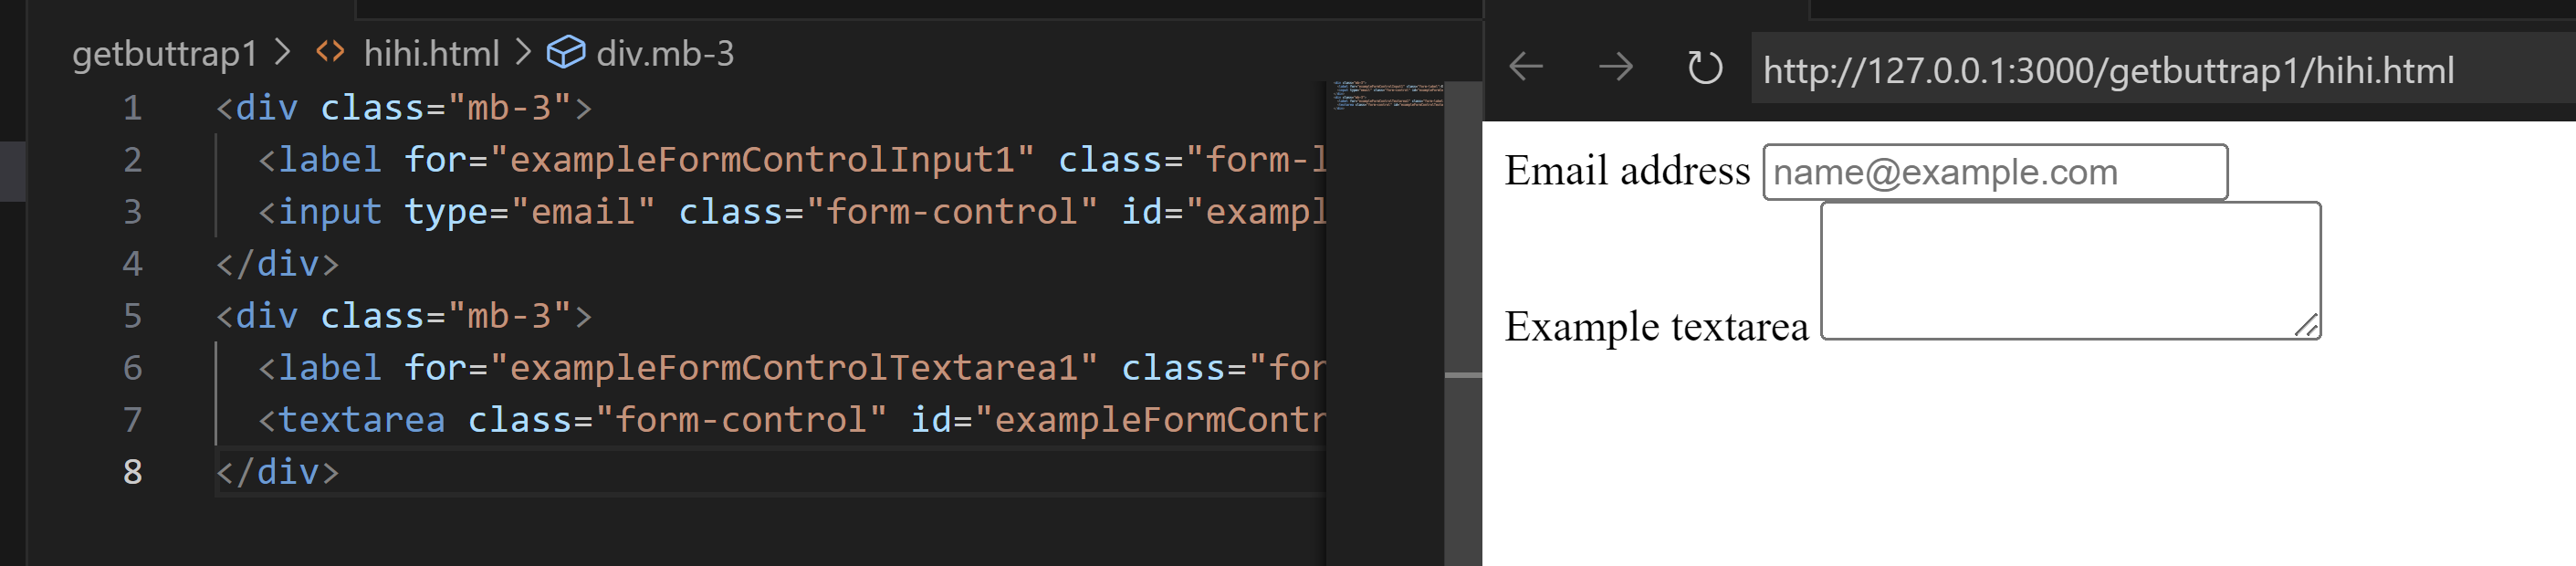 getbuttrap1 > <> hihi.html > div.mb-3
1 <div class="mb-3">
2 <label for="exampleFormControlInput1" class="form-l
3 <input type="email" class="form-control" id="exampl
4 </div>
5 <div class="mb-3">
6 <label for="exampleFormControlTextarea1" class="for
7 <textarea class="form-control" id="exampleFormContr
8 </div>
http://127.0.0.1:3000/getbuttrap1/hihi.html
Email address name@example.com
Example textarea